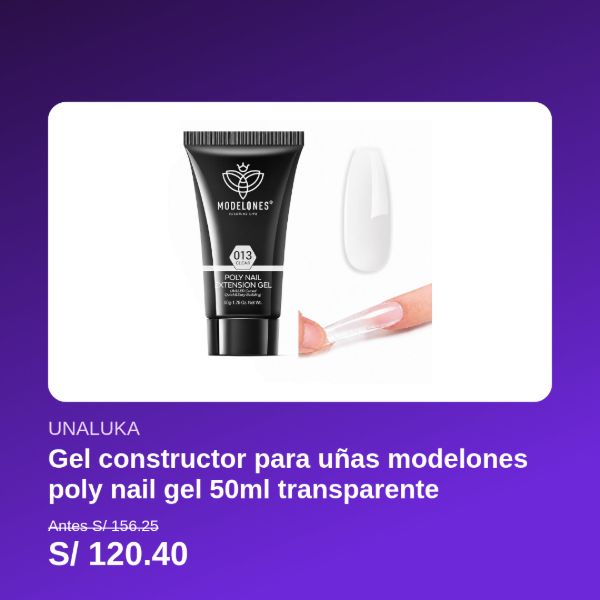 MODELONES®
013
CLEAR
POLY NAIL
EXTENSION GEL
UNALUKA
Gel constructor para uñas modelones
poly nail gel 50ml transparente
Antes S/ 156.25
S/ 120.40